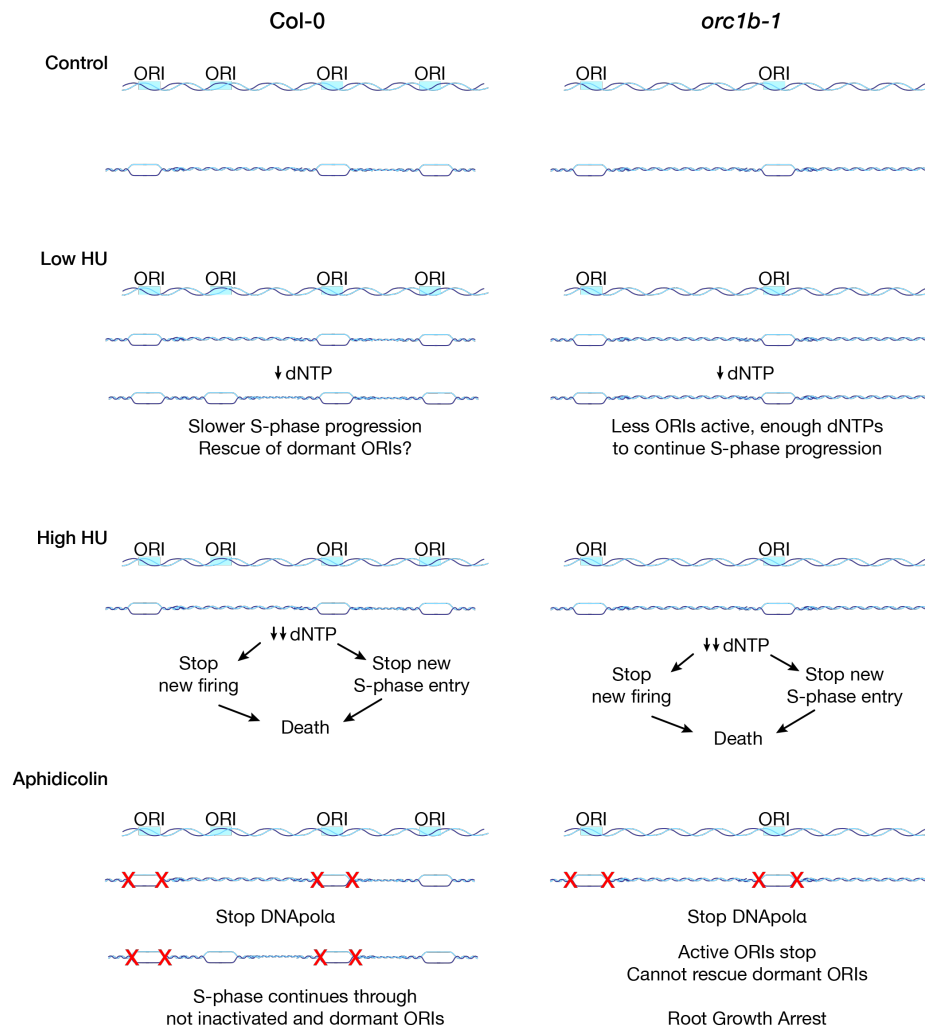 Col-0
orc1b-1
Control
ORI ORI ORI ORI
ORI ORI
Low HU
ORI ORI ORI ORI
ORI ORI
↓ dNTP
↓ dNTP
Slower S-phase progression
Rescue of dormant ORIs?
Less ORIs active, enough dNTPs
to continue S-phase progression
High HU
ORI ORI ORI ORI
ORI ORI
↓↓ dNTP
Stop
new firing
Stop new
S-phase entry
Death
↓↓ dNTP
Stop
new firing
Stop new
S-phase entry
Death
Aphidicolin
ORI ORI ORI ORI
ORI ORI
X X X X
X X X X
Stop DNApolα
Stop DNApolα
X X X X
Active ORIs stop
Cannot rescue dormant ORIs
S-phase continues through
not inactivated and dormant ORIs
Root Growth Arrest